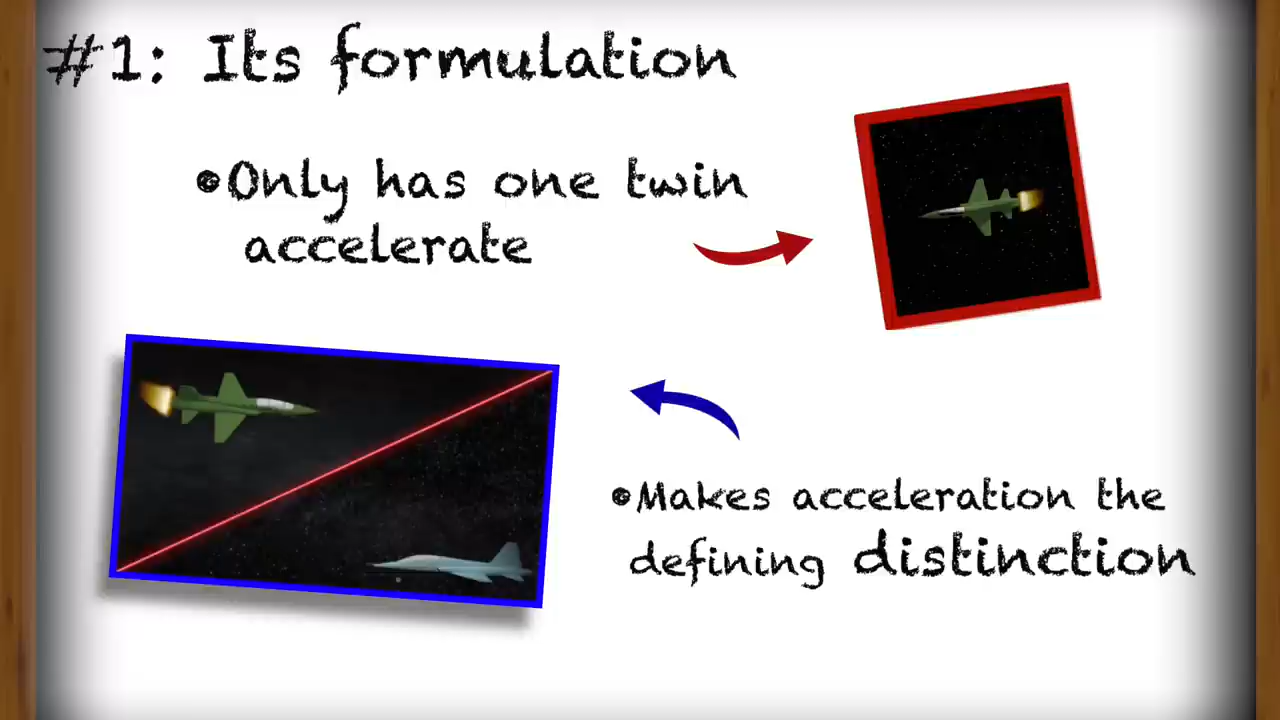 #1: Its formulation
•Only has one twin
accelerate
•Makes acceleration the
defining distinction